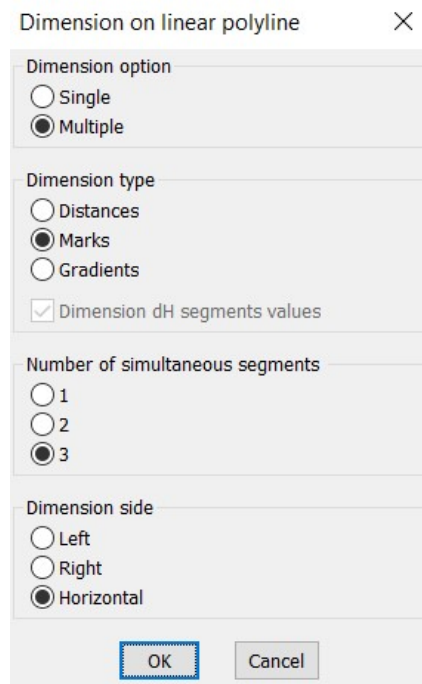 Dimension on linear polyline
Dimension option
Single
Multiple
Dimension type
Distances
Marks
Gradients
Dimension dH segments values
Number of simultaneous segments
1
2
3
Dimension side
Left
Right
Horizontal
OK Cancel